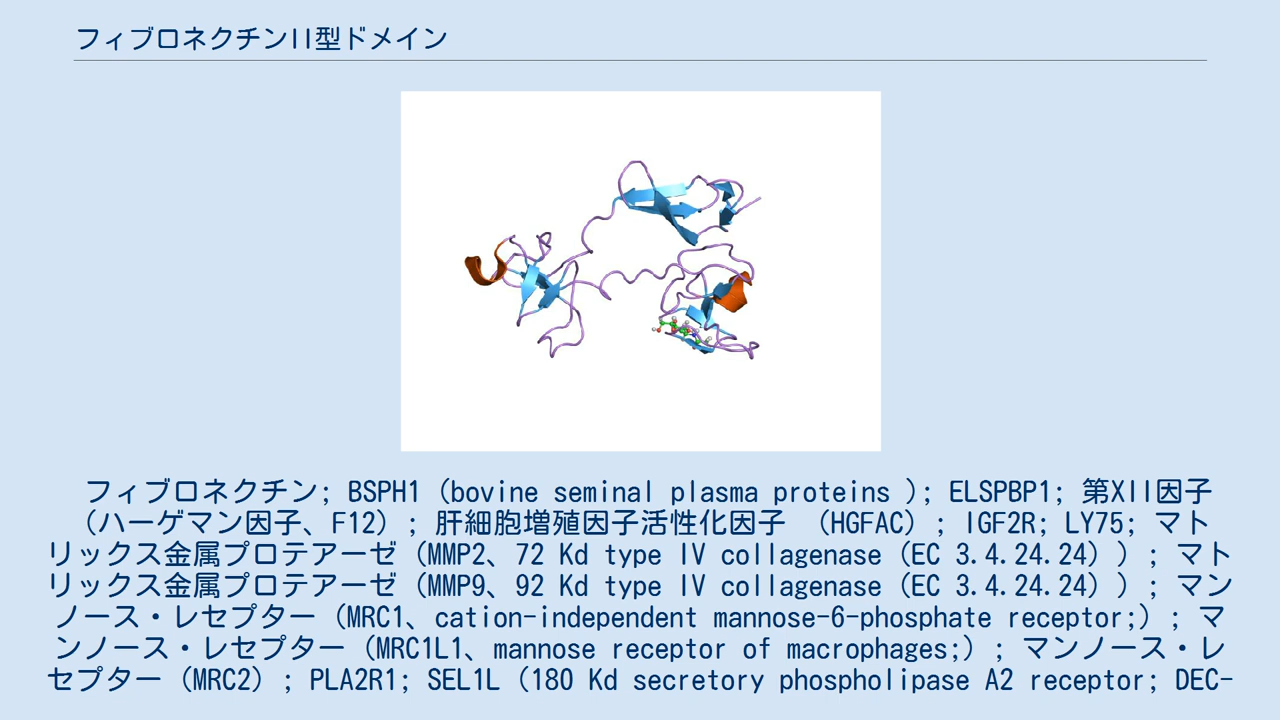 フィブロネクチンII型ドメイン
フィブロネクチン; BSPH1 (bovine seminal plasma proteins ); ELSPBP1; 第XII因子
(ハーゲマン因子、F12) ; 肝細胞増殖因子活性化因子 (HGFAC) ; IGF2R; LY75; マト
リックス金属プロテアーゼ (MMP2、72 Kd type IV collagenase (EC 3.4.24.24) ) ; マト
リックス金属プロテアーゼ (MMP9、92 Kd type IV collagenase (EC 3.4.24.24) ) ; マン
ノース・レセプター (MRC1、cation-independent mannose-6-phosphate receptor;) ; マ
ンノース・レセプター (MRC1L1、mannose receptor of macrophages;) ; マンノース・レ
セプター (MRC2) ; PLA2R1; SEL1L (180 Kd secretory phospholipase A2 receptor; DEC-